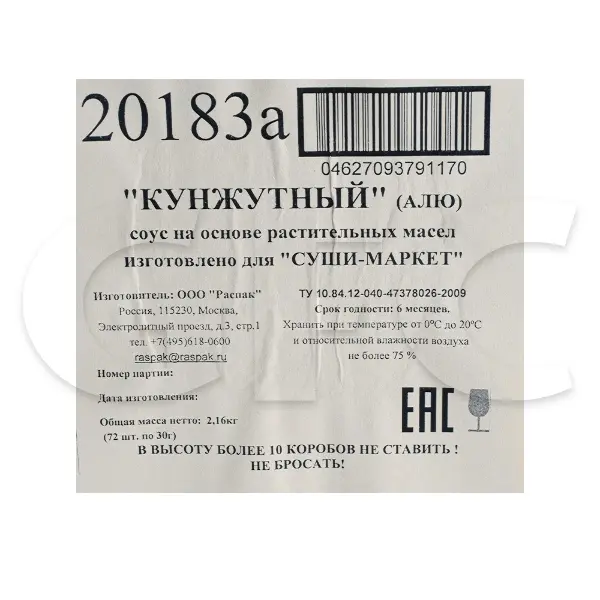 20183а
04627093791170
"КУНЖУТНЫЙ" (АЛЮ)
соус на основе растительных масел
изготовлено для "СУШИ-МАРКЕТ"
Изготовитель: ООО "Распак"
Россия, 115230, Москва,
Электролитный проезд, д.3, стр.1
тел. +7(495)618-0600
raspak@raspak.ru
Номер партии:
Дата изготовления:
Общая масса нетто: 2,16кг
(72 шт. по 30г)
ТУ 10.84.12-040-47378026-2009
Срок годности: 6 месяцев.
Хранить при температуре от 0°С до 20°С
и относительной влажности воздуха
не более 75 %
ЕАС
В ВЫСОТУ БОЛЕЕ 10 КОРОБОВ НЕ СТАВИТЬ !
НЕ БРОСАТЬ!